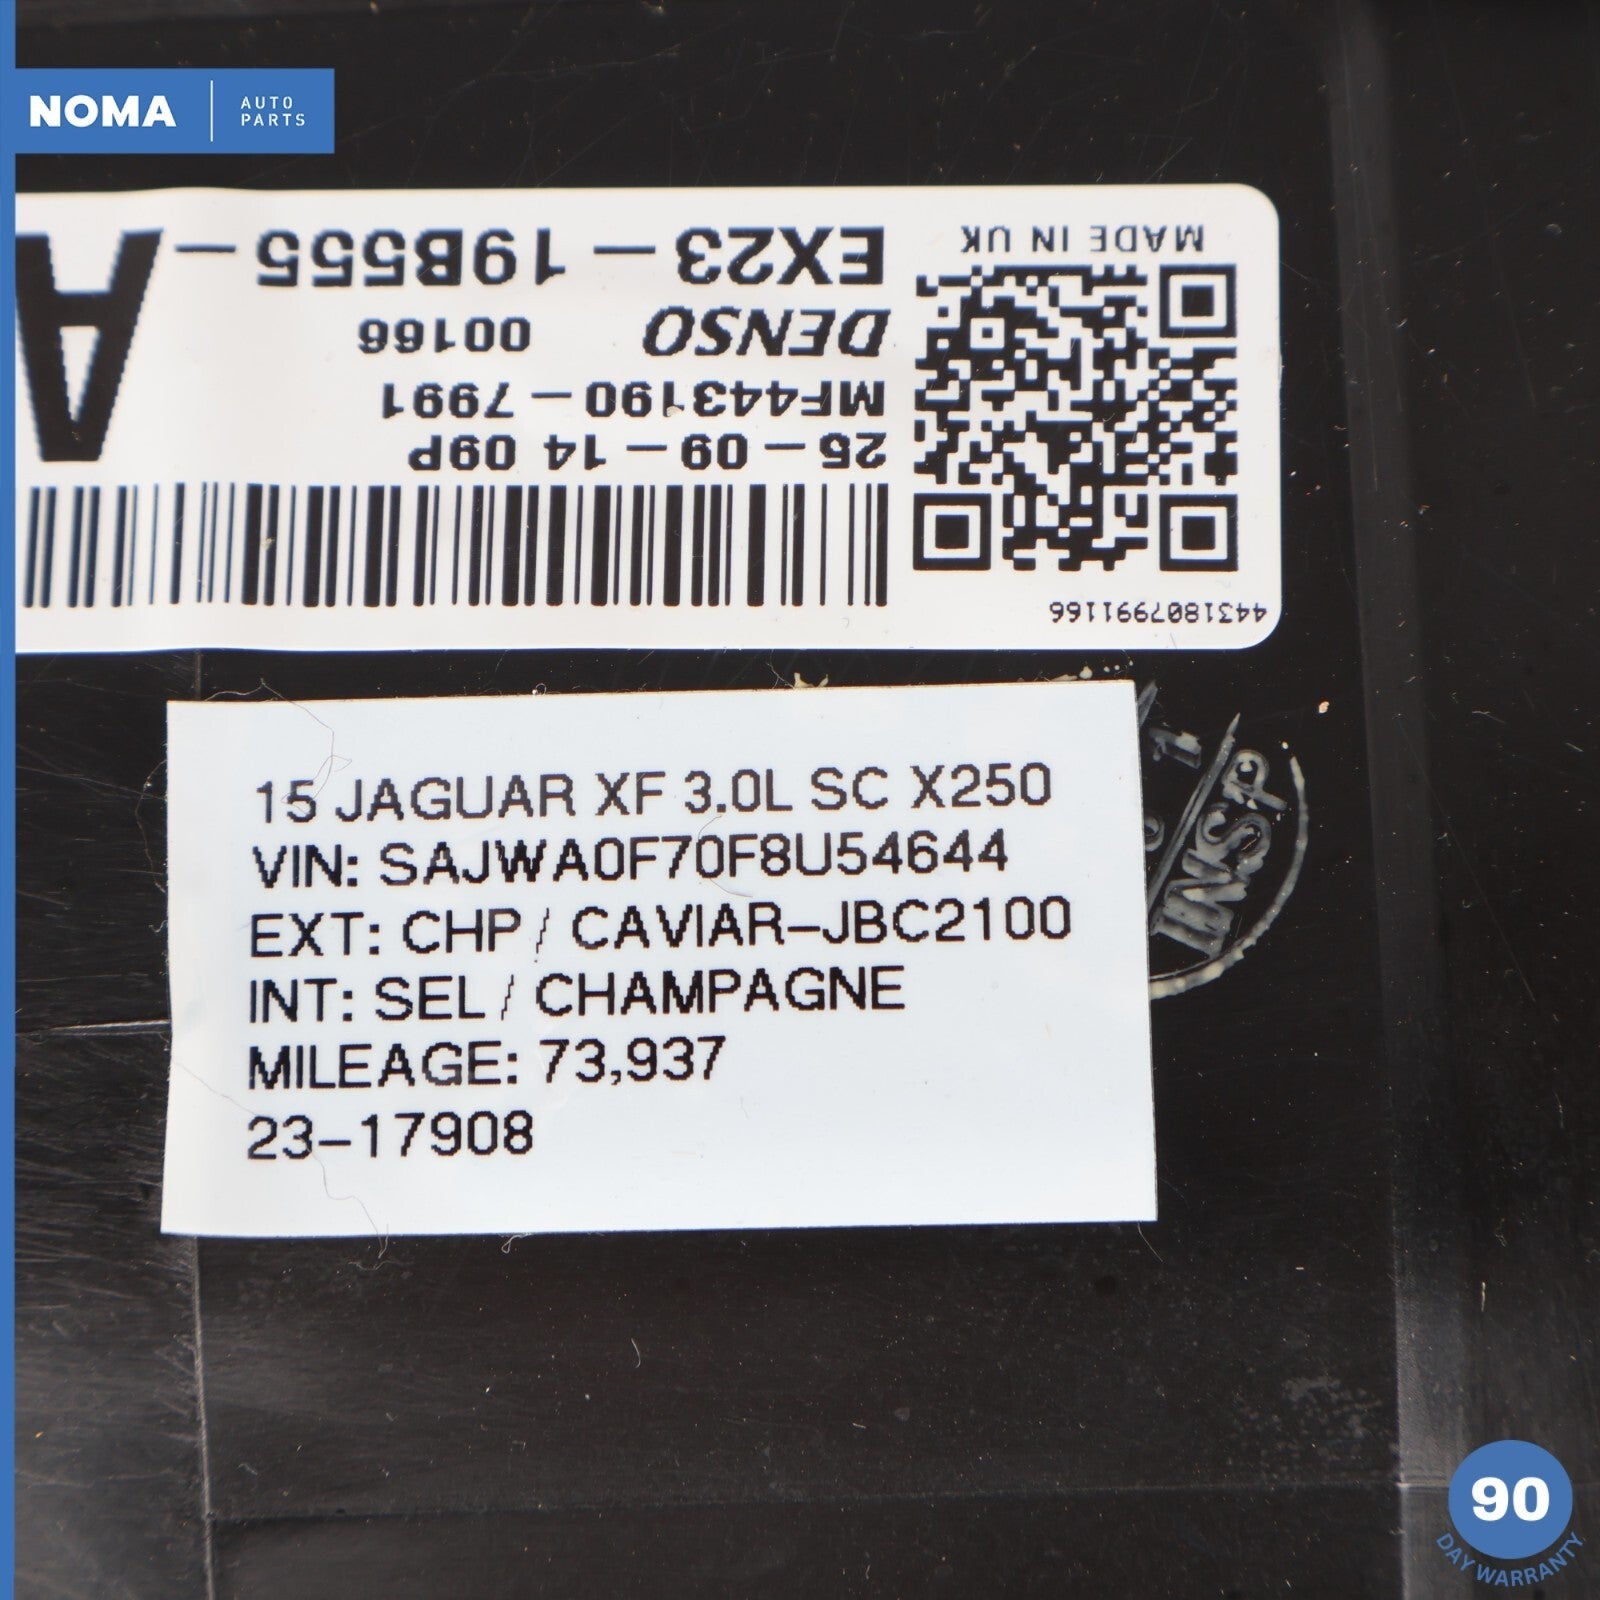 NOMA
AUTO
PARTS
MADE IN UK
EX23-19B555-
A
DENSO 00166
MF443190-7991
25-09-14 09P
4431807991166
15 JAGUAR XF 3.0L SC X250
VIN: SAJWA0F70F8U54644
EXT: CHP / CAVIAR-JBC2100
INT: SEL / CHAMPAGNE
MILEAGE: 73,937
23-17908
INSP
90
DAY WARRANTY